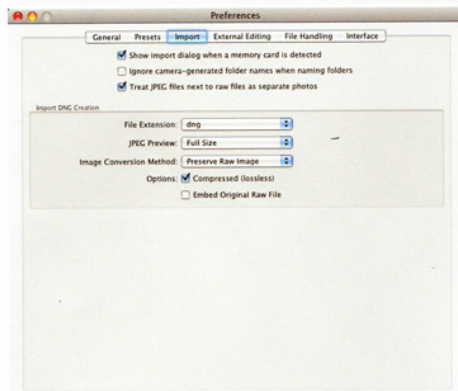 Preferences
General Presets Import External Editing File Handling Interface
Show import dialog when a memory card is detected
Ignore camera-generated folder names when naming folders
Treat JPEG files next to raw files as separate photos
Import DNG Creation
File Extension: dng
JPEG Preview: Full Size
Image Conversion Method: Preserve Raw Image
Options: Compressed (lossless)
Embed Original Raw File